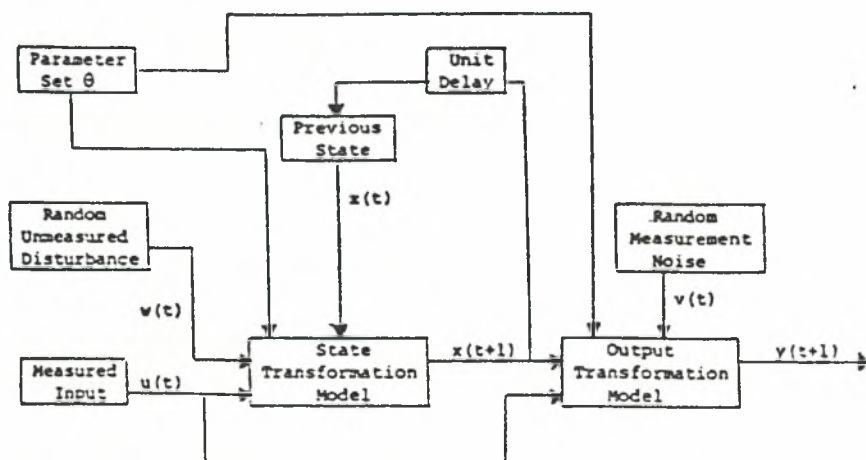 Parameter
Set θ
Unit
Delay
Previous
State
x(t)
Random
Unmeasured
Disturbance
Random
Measurement
Noise
w(t)
v(t)
State
Transformation
Model
x(t+1)
Output
Transformation
Model
y(t+1)
Measured
Input
u(t)